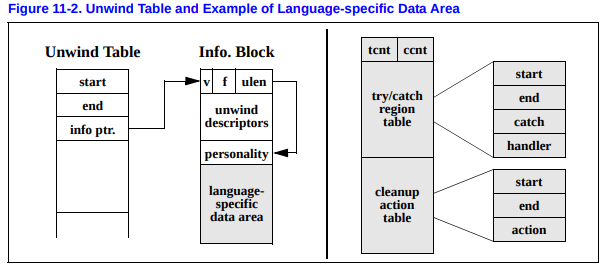 Figure 11-2. Unwind Table and Example of Language-specific Data Area
Unwind Table
start
end
info ptr.
Info. Block
v f ulen
unwind
descriptors
personality
language-
specific
data area
tcnt ccnt
try/catch
region
table
cleanup
action
table
start
end
catch
handler
start
end
action